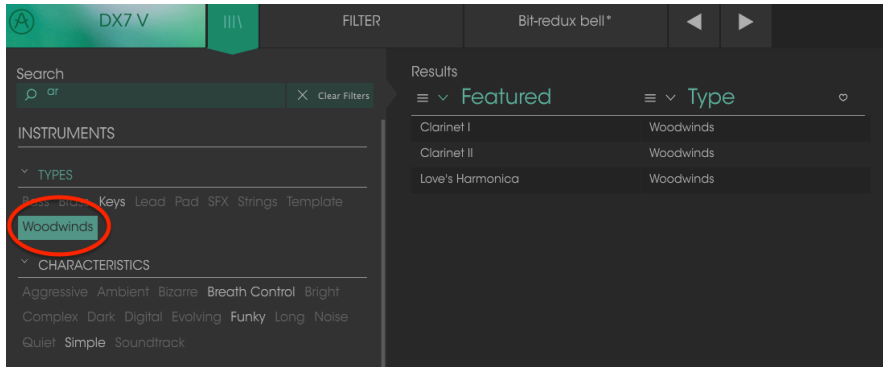 DX7 V FILTER Bit-redux bell*
Search
ar
Clear Filters
INSTRUMENTS
TYPES
Bass Brass Keys Lead Pad SFX Strings Template
Woodwinds
CHARACTERISTICS
Aggressive Ambient Bizarre Breath Control Bright
Complex Dark Digital Evolving Funky Long Noise
Quiet Simple Soundtrack
Results
Featured Type
Clarinet I Woodwinds
Clarinet II Woodwinds
Love's Harmonica Woodwinds